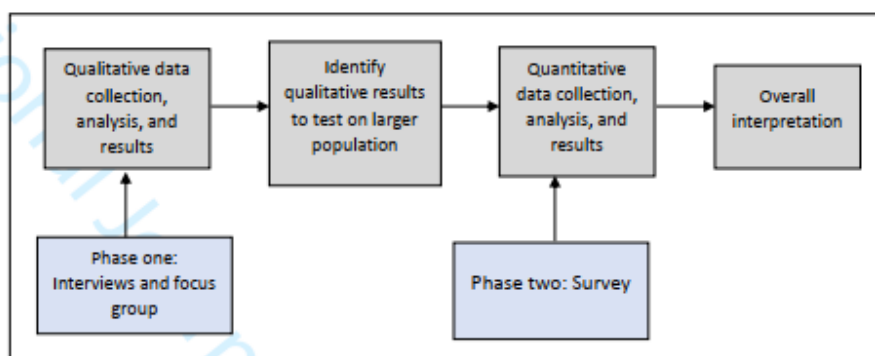 Qualitative data
collection,
analysis, and
results
Identify
qualitative results
to test on larger
population
Quantitative
data collection,
analysis, and
results
Overall
interpretation
Phase one:
Interviews and focus
group
Phase two: Survey